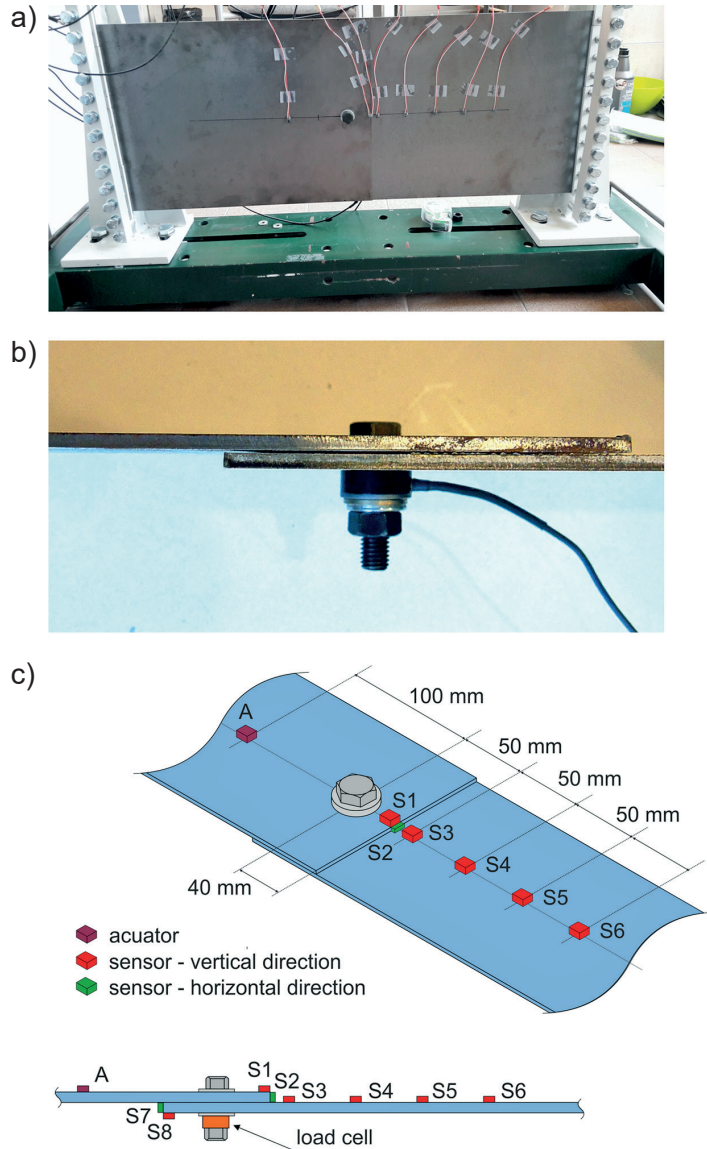 a)
b)
c)
A
100 mm
50 mm
50 mm
50 mm
S1
S2
S3
S4
S5
S6
40 mm
acuator
sensor - vertical direction
sensor - horizontal direction
A
S1
S2
S3
S4
S5
S6
S7
S8
load cell